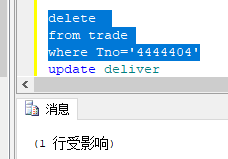 delete
from trade
where Tno='4444404'
update deliver
消息
(1 行受影响)